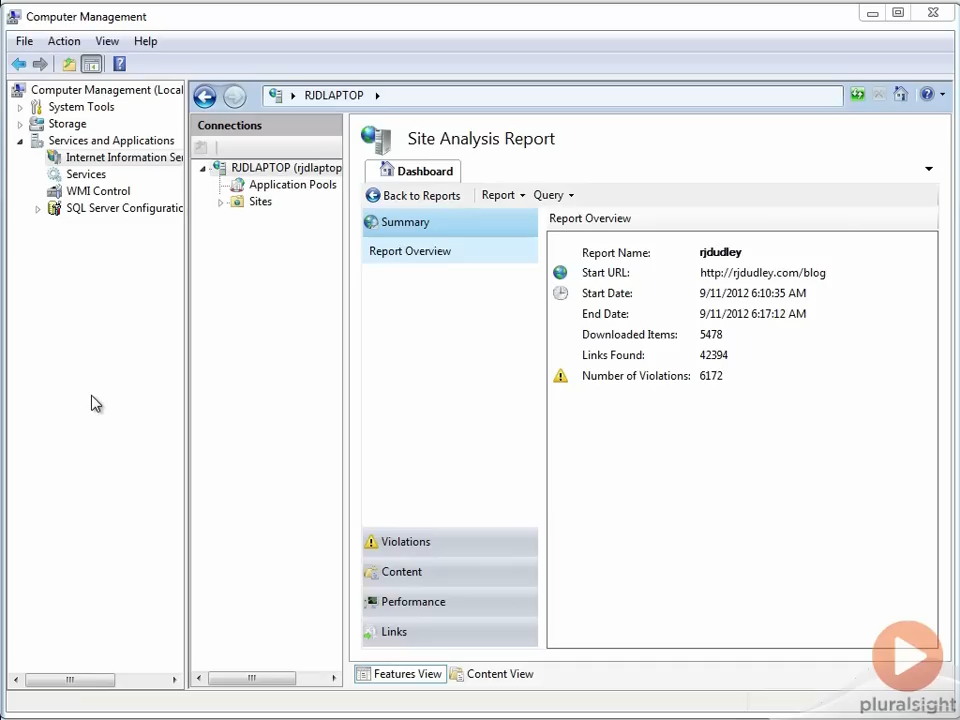 Computer Management
File Action View Help
Computer Management (Local
System Tools
Storage
Services and Applications
Internet Information Ser
Services
WMI Control
SQL Server Configuratic
RJDLAPTOP
Connections
RJDLAPTOP (rjdlaptop
Application Pools
Sites
Site Analysis Report
Dashboard
Back to Reports Report Query
Summary
Report Overview
Violations
Content
Performance
Links
Report Overview
Report Name: rjdudley
Start URL: http://rjdudley.com/blog
Start Date: 9/11/2012 6:10:35 AM
End Date: 9/11/2012 6:17:12 AM
Downloaded Items: 5478
Links Found: 42394
Number of Violations: 6172
Features View Content View
pluralsight